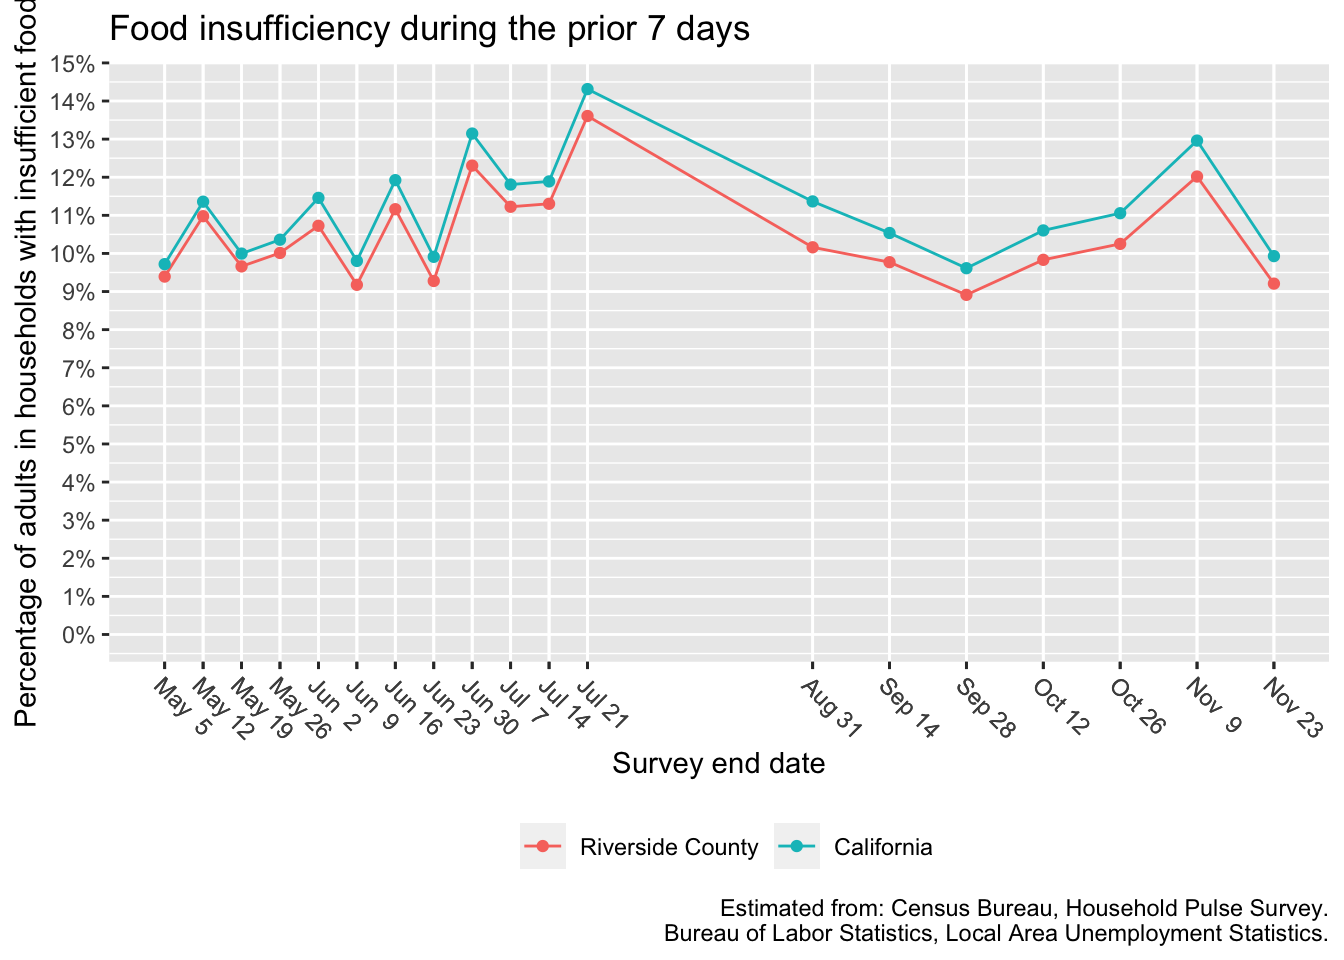 Food insufficiency during the prior 7 days
Percentage of adults in households with insufficient food
15%
14%
13%
12%
11%
10%
9%
8%
7%
6%
5%
4%
3%
2%
1%
0%
May 5
May 12
May 19
May 26
Jun 2
Jun 9
Jun 16
Jun 23
Jun 30
Jul 7
Jul 14
Jul 21
Aug 31
Sep 14
Sep 28
Oct 12
Oct 26
Nov 9
Nov 23
Survey end date
Riverside County
California
Estimated from: Census Bureau, Household Pulse Survey.
Bureau of Labor Statistics, Local Area Unemployment Statistics.